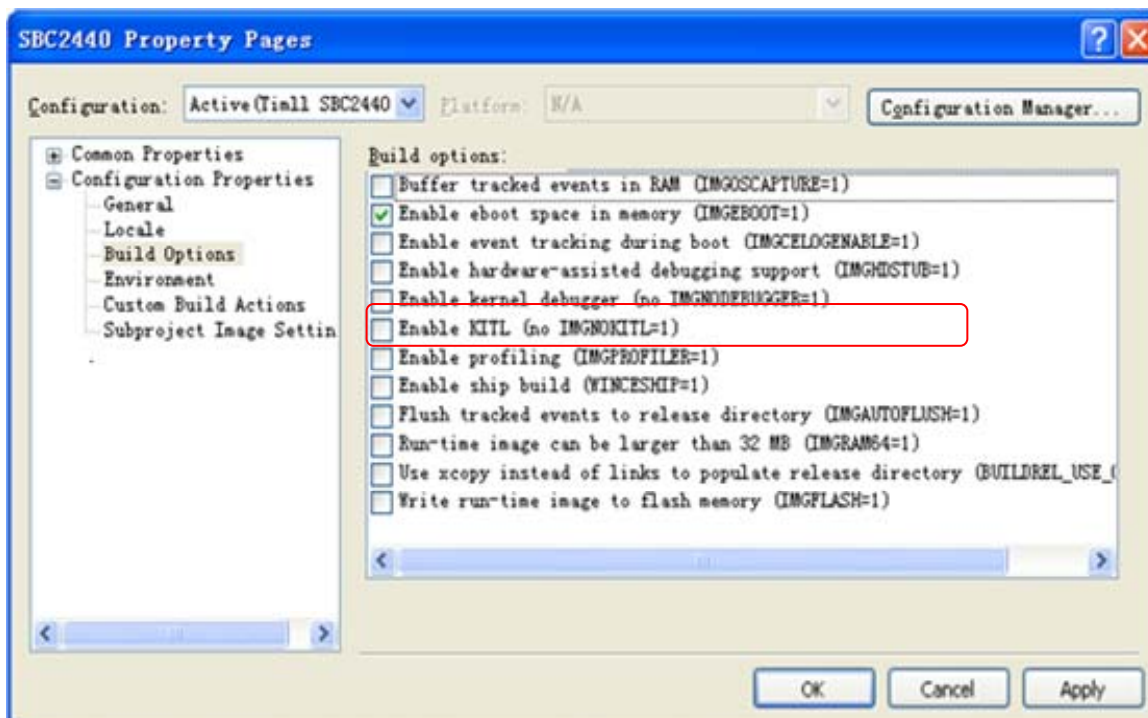 SBC2440 Property Pages
Configuration: Active(Timll SBC2440 Platform: N/A Configuration Manager...
Common Properties
Configuration Properties
General
Locale
Build Options
Environment
Custom Build Actions
Subproject Image Settin
Build options:
Buffer tracked events in RAM (IMGOSCAPTURE=1)
Enable eboot space in memory (IMGEBOOT=1)
Enable event tracking during boot (IMGCELOGENABLE=1)
Enable hardware-assisted debugging support (IMGHDSTUB=1)
Enable kernel debugger (no IMGNODEBUGGER=1)
Enable KITL (no IMGNOKITL=1)
Enable profiling (IMGPROFILER=1)
Enable ship build (WINCESHIP=1)
Flush tracked events to release directory (IMGAUTOFLUSH=1)
Run-time image can be larger than 32 MB (IMGRAM64=1)
Use xcopy instead of links to populate release directory (BUILDREL_USE_C
Write run-time image to flash memory (IMGFLASH=1)
OK Cancel Apply